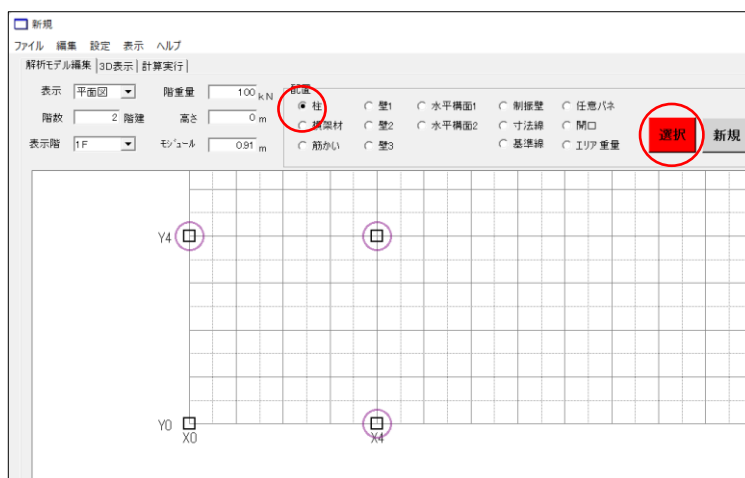 新規
ファイル 編集 設定 表示 ヘルプ
解析モデル編集 3D表示 計算実行
表示 平面図 階重量 100 kN 配置
柱 壁1 水平構面1 制振壁 任意バネ
階数 2 階建 高さ 0 m
横架材 壁2 水平構面2 寸法線 開口
選択 新規
表示階 1F モジュール 0.91 m
筋かい 壁3 基準線 エリア重量
Y4
Y0
X0 X4